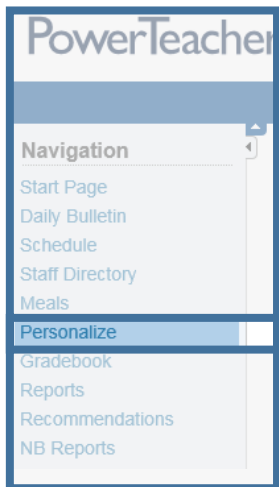 PowerTeacher
Navigation
Start Page
Daily Bulletin
Schedule
Staff Directory
Meals
Personalize
Gradebook
Reports
Recommendations
NB Reports